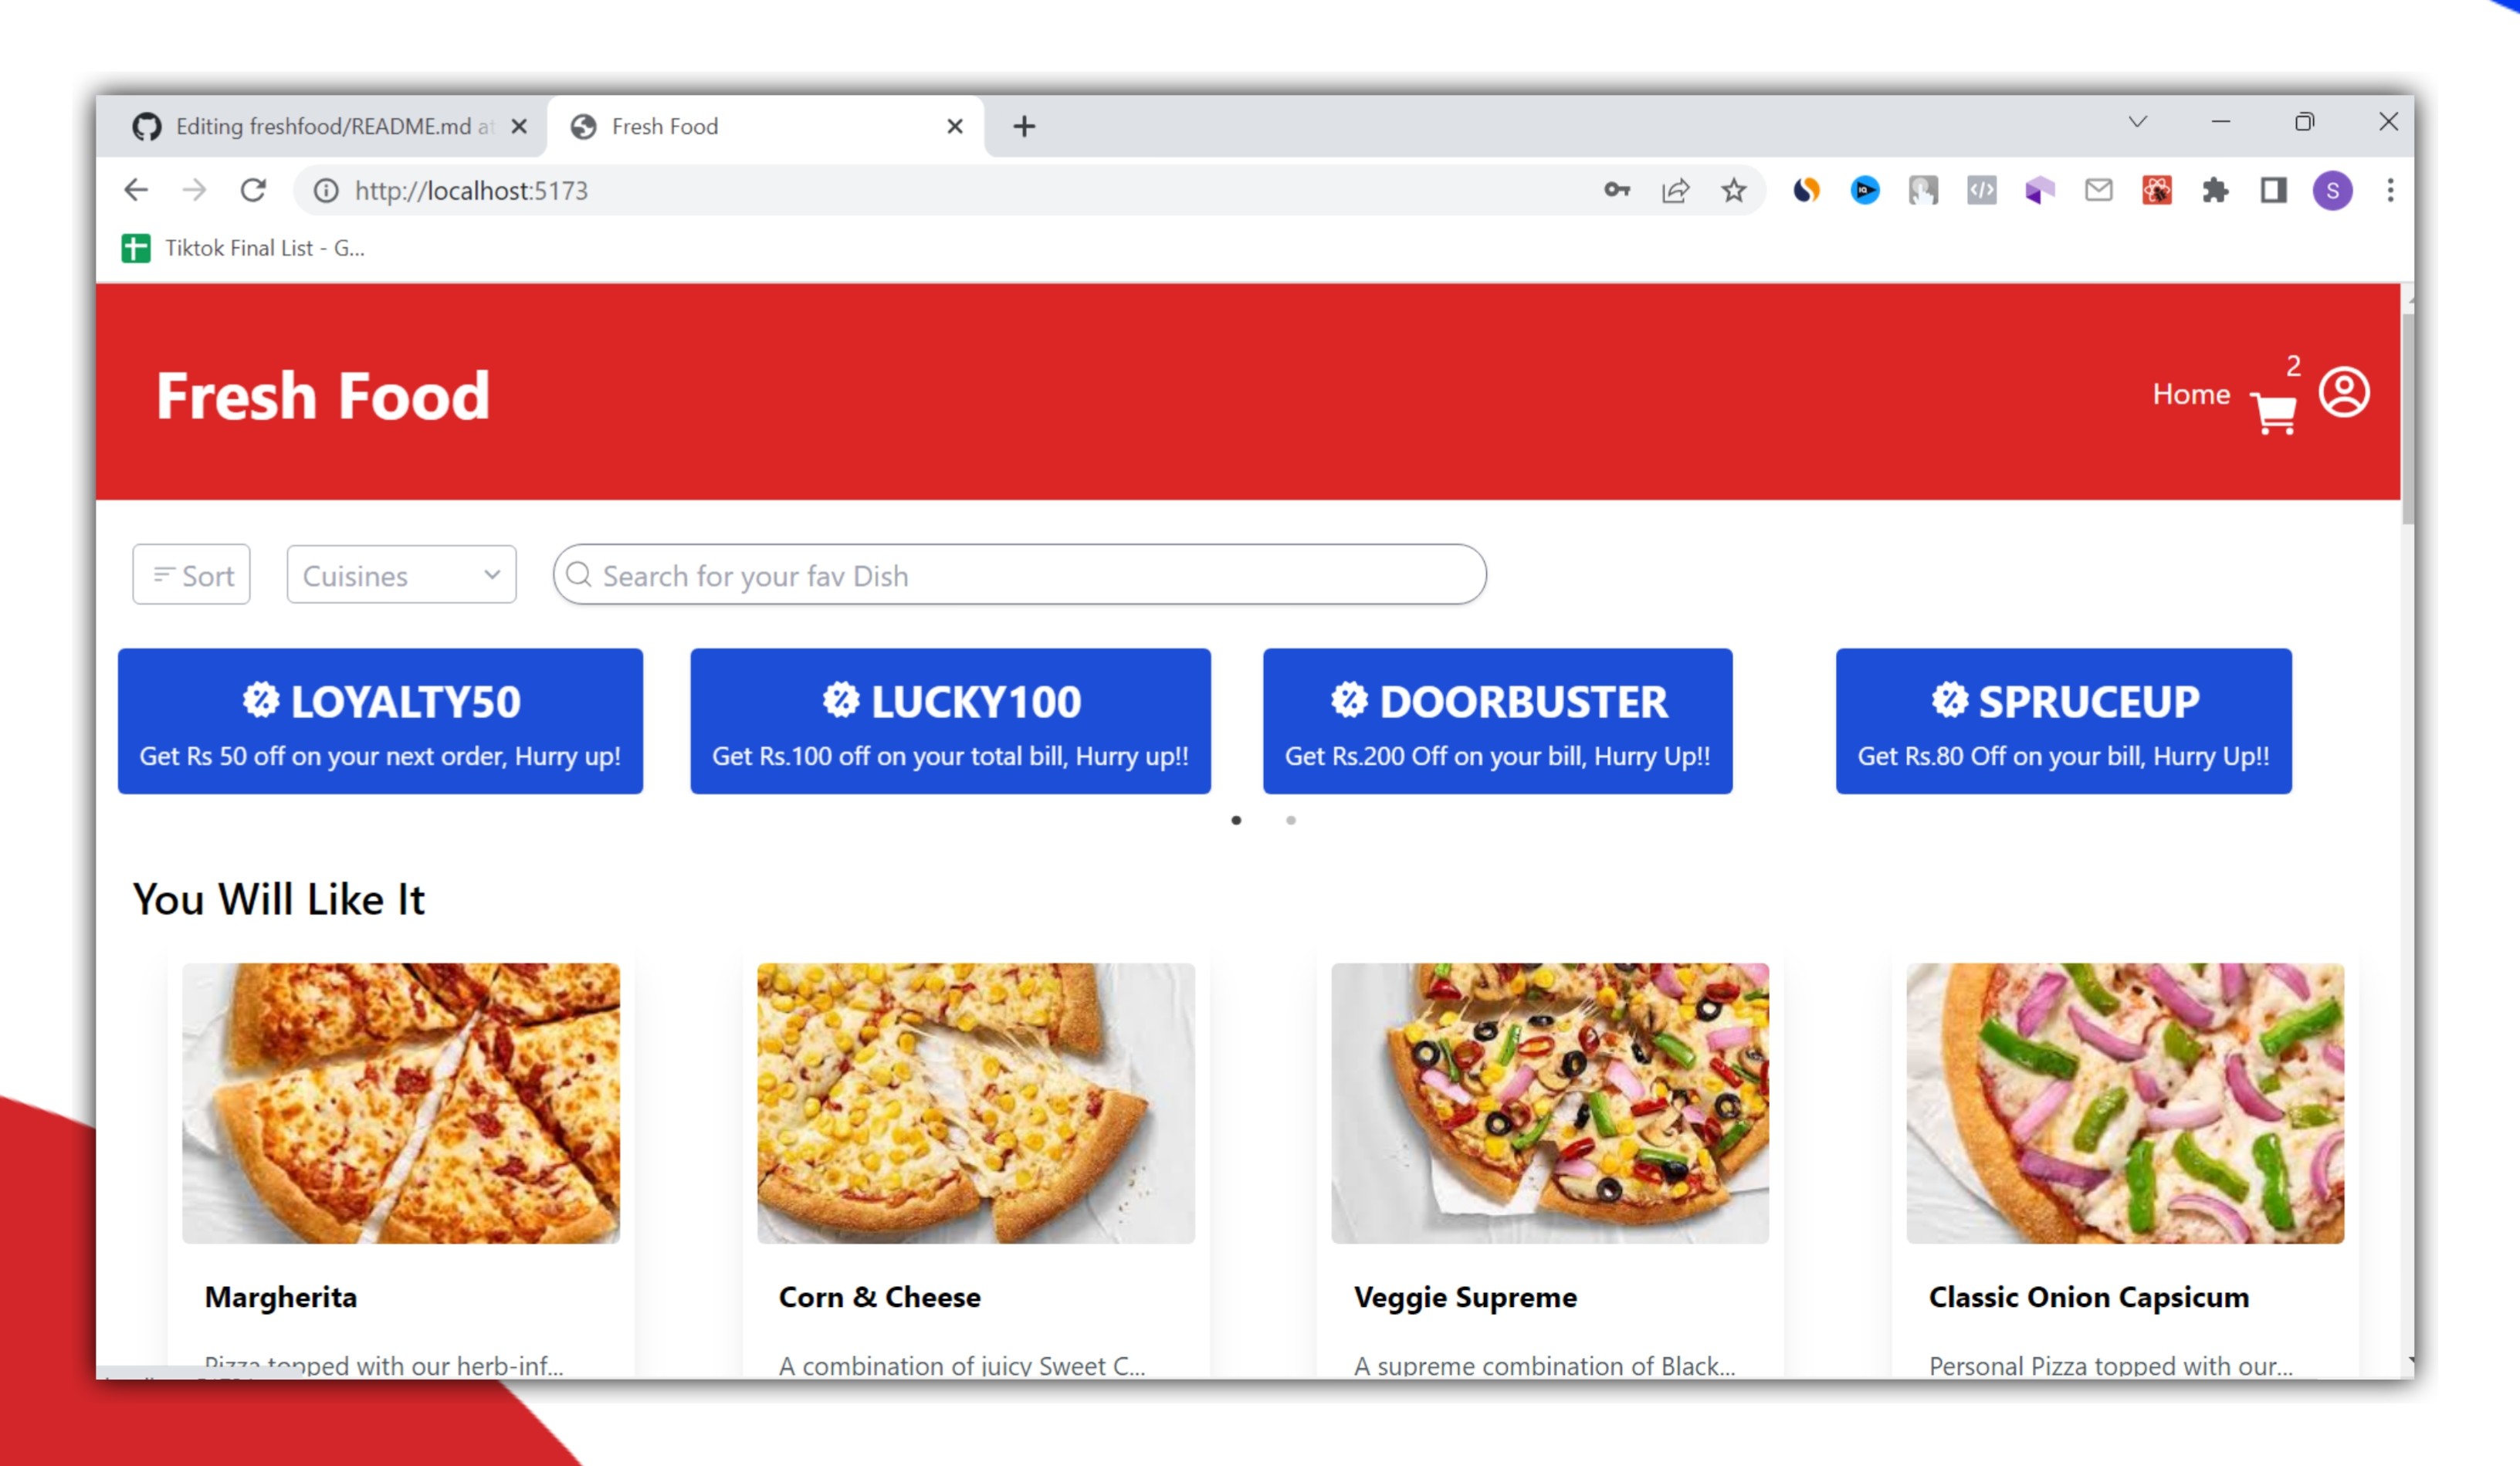 Editing freshfood/README.md at
Fresh Food
http://localhost:5173
S
Tiktok Final List - G...
Fresh Food
Home
2
Sort
Cuisines
Search for your fav Dish
LOYALTY50
Get Rs 50 off on your next order, Hurry up!
LUCKY100
Get Rs.100 off on your total bill, Hurry up!!
DOORBUSTER
Get Rs.200 Off on your bill, Hurry Up!!
SPRUCEUP
Get Rs.80 Off on your bill, Hurry Up!!
You Will Like It
Margherita
Pizza topped with our herb-inf...
Corn & Cheese
A combination of juicy Sweet C...
Veggie Supreme
A supreme combination of Black...
Classic Onion Capsicum
Personal Pizza topped with our...